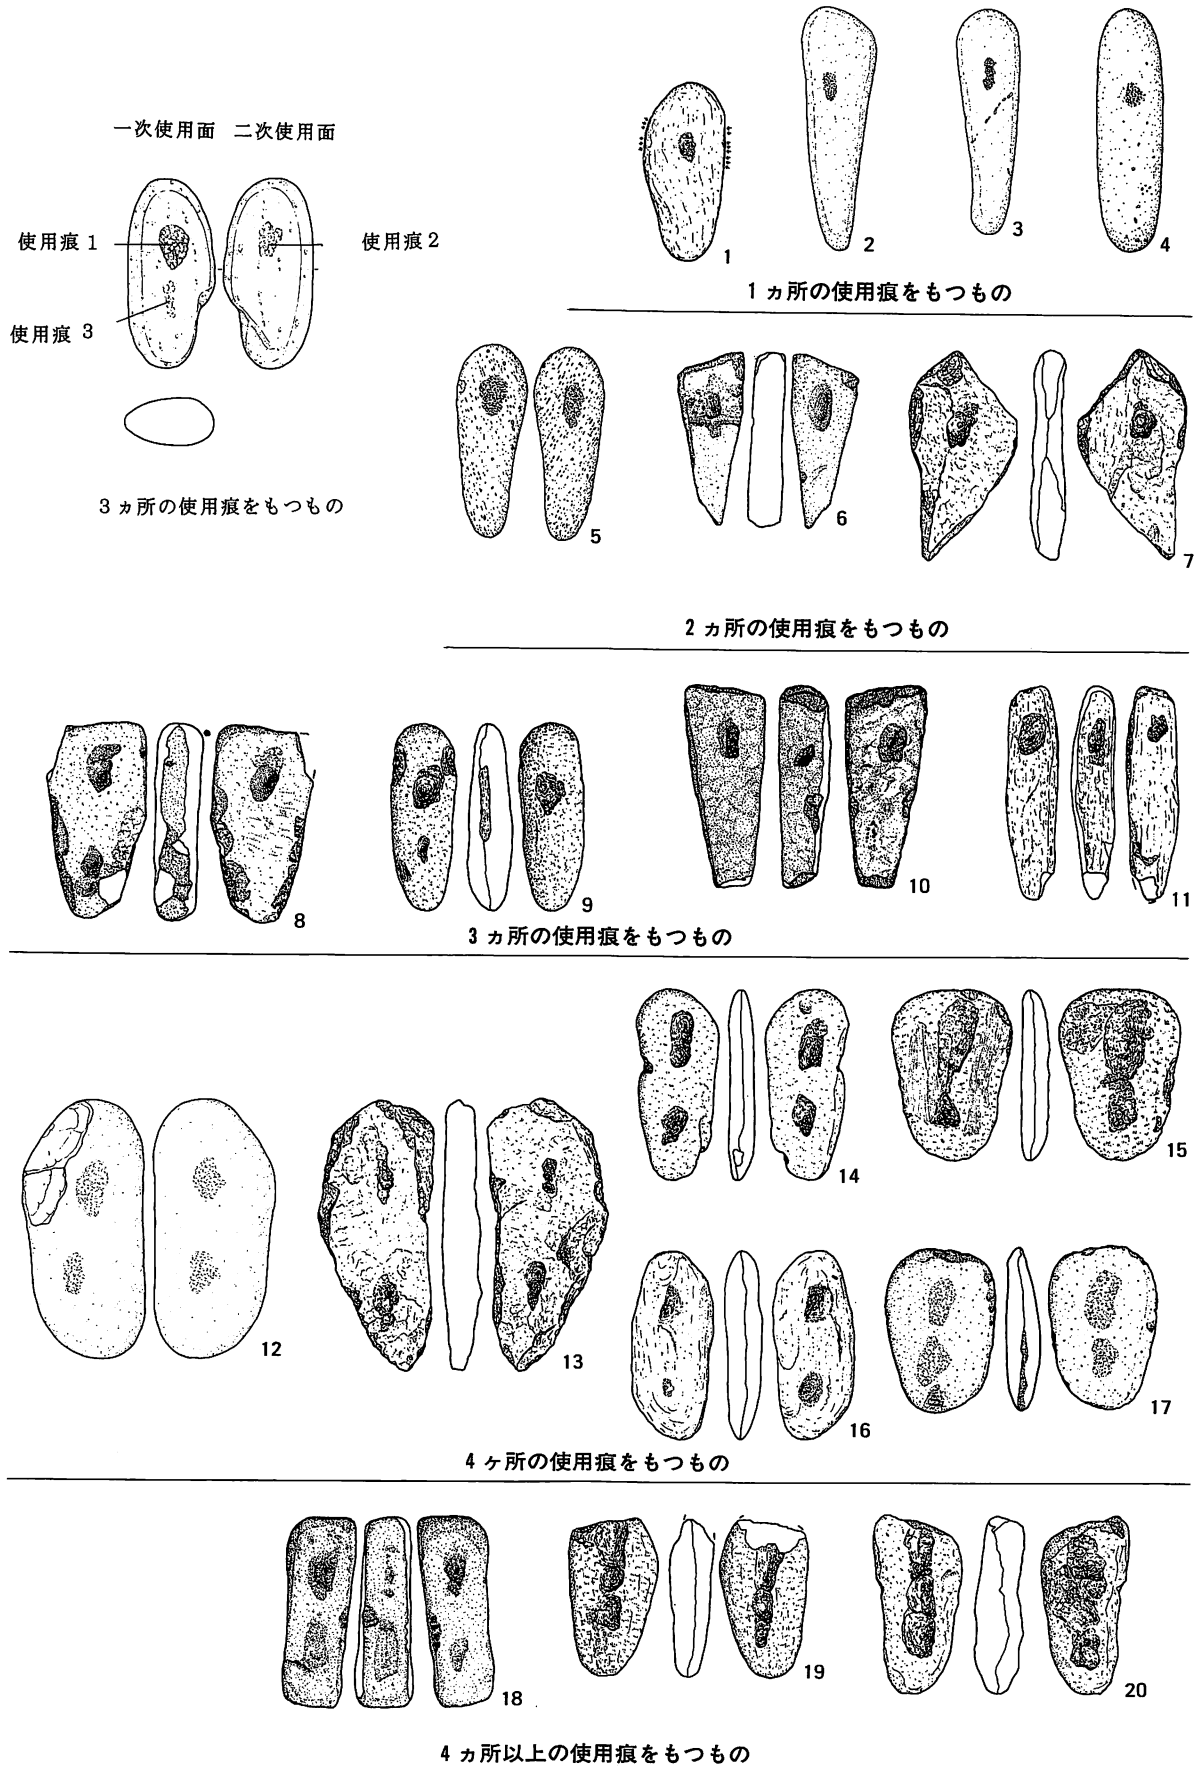 一次使用面 二次使用面
使用痕 1
使用痕 2
使用痕 3
3 ヵ所の使用痕をもつもの
1
2
3
4
1 ヵ所の使用痕をもつもの
5
6
7
2 ヵ所の使用痕をもつもの
8
9
10
11
3 ヵ所の使用痕をもつもの
12
13
14
15
16
17
4 ヶ所の使用痕をもつもの
18
19
20
4 ヵ所以上の使用痕をもつもの